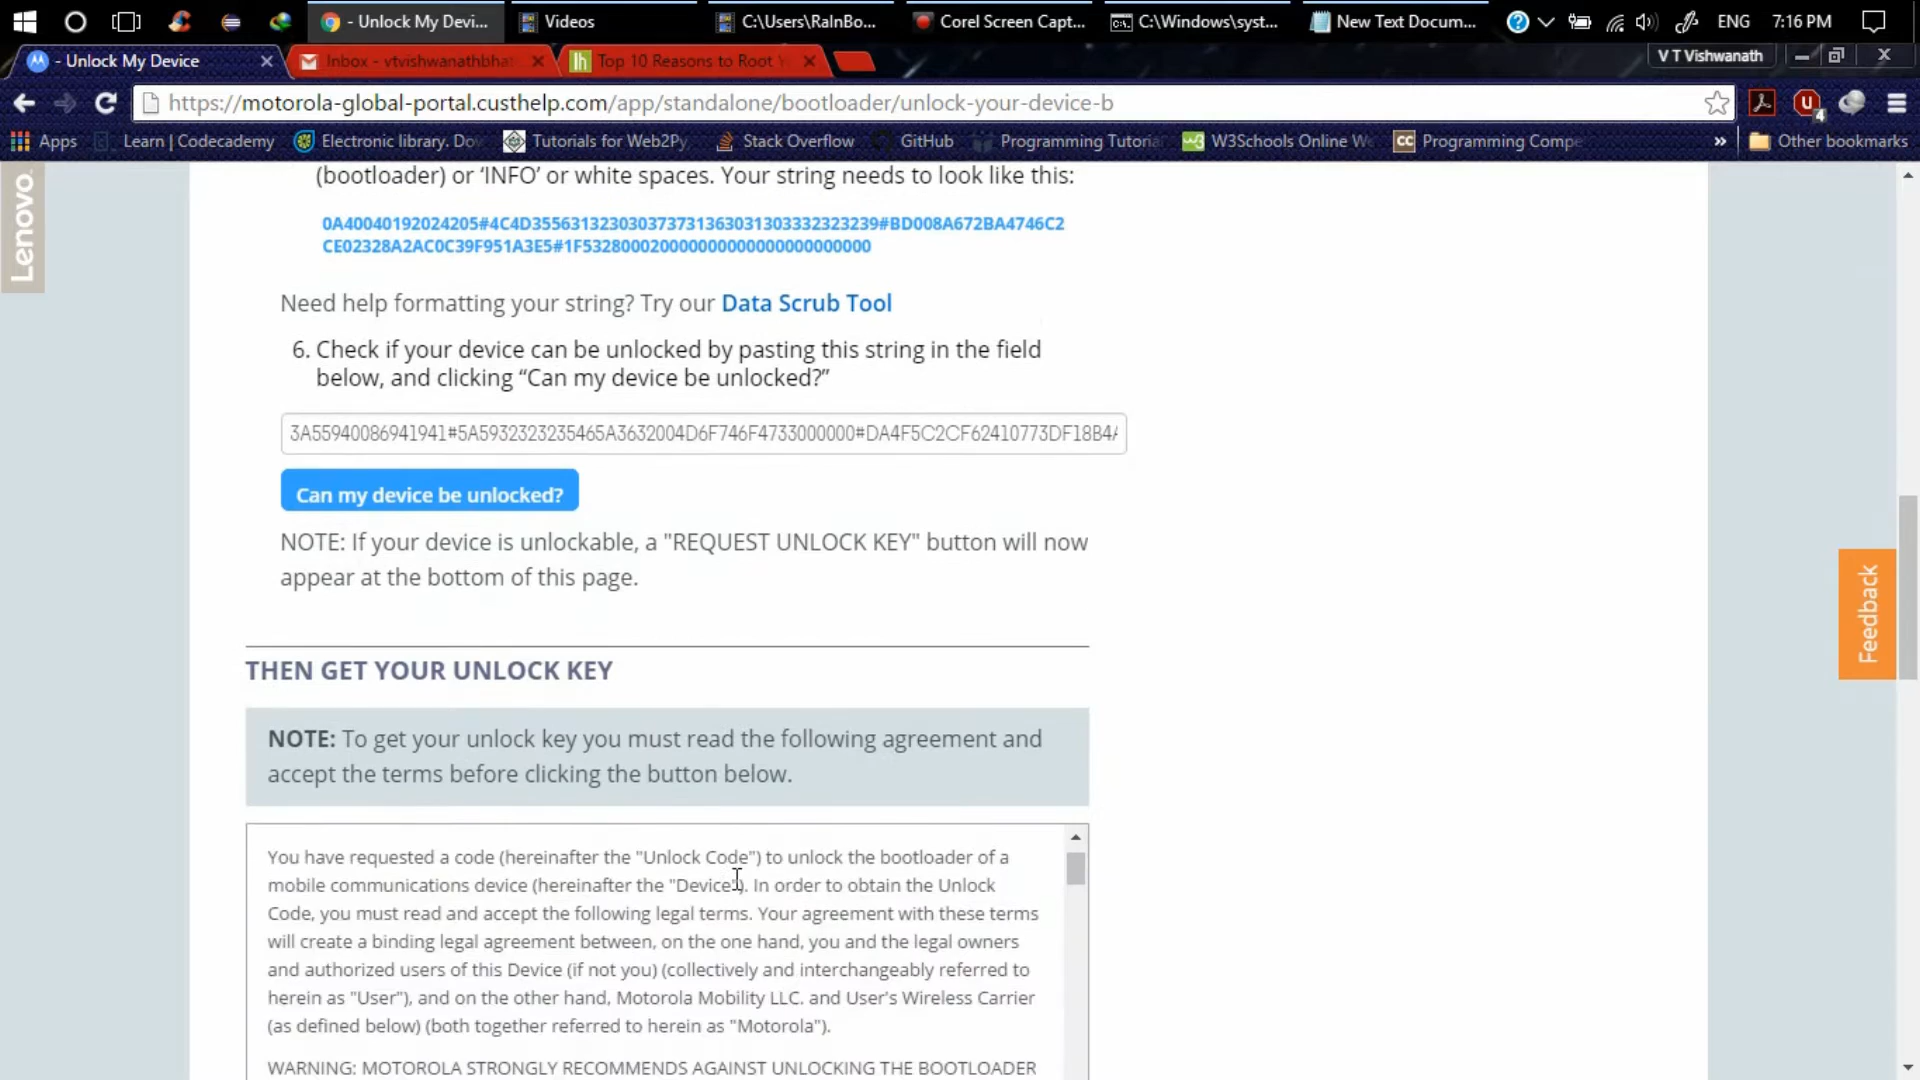 - Unlock My Devi...
Videos
C:\Users\RaInBo...
Corel Screen Capt...
C:\Windows\syst...
New Text Docum...
ENG
7:16 PM
- Unlock My Device
Inbox - vtvishwanathbha
Top 10 Reasons to Root Y
V T Vishwanath
https://motorola-global-portal.custhelp.com/app/standalone/bootloader/unlock-your-device-b
4
Apps
Learn | Codecademy
Electronic library. Dov
Tutorials for Web2Py
Stack Overflow
GitHub
Programming Tutoria
W3Schools Online We
Programming Compe
»
Other bookmarks
Lenovo
(bootloader) or ‘INFO’ or white spaces. Your string needs to look like this:
0A40040192024205#4C4D3556313230303737313630313033323239#BD008A672BA4746C2
CE02328A2AC0C39F951A3E5#1F532800020000000000000000000000
Need help formatting your string? Try our Data Scrub Tool
6. Check if your device can be unlocked by pasting this string in the field
below, and clicking “Can my device be unlocked?”
3A55940086941941#5A5932323235465A3632004D6F746F4733000000#DA4F5C2CF62410773DF18B4A
Can my device be unlocked?
NOTE: If your device is unlockable, a "REQUEST UNLOCK KEY" button will now
appear at the bottom of this page.
Feedback
THEN GET YOUR UNLOCK KEY
NOTE: To get your unlock key you must read the following agreement and
accept the terms before clicking the button below.
You have requested a code (hereinafter the "Unlock Code") to unlock the bootloader of a
mobile communications device (hereinafter the "Device"). In order to obtain the Unlock
Code, you must read and accept the following legal terms. Your agreement with these terms
will create a binding legal agreement between, on the one hand, you and the legal owners
and authorized users of this Device (if not you) (collectively and interchangeably referred to
herein as "User"), and on the other hand, Motorola Mobility LLC. and User's Wireless Carrier
(as defined below) (both together referred to herein as "Motorola").
WARNING: MOTOROLA STRONGLY RECOMMENDS AGAINST UNLOCKING THE BOOTLOADER